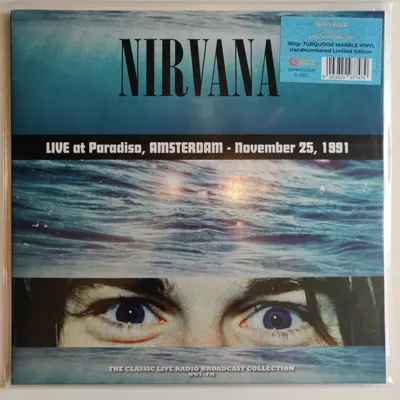 NIRVANA
NIRVANA
180gr TURQUOISE MARBLE VINYL
Handnumbered Limited Edition
LIVE at Paradiso, AMSTERDAM - November 25, 1991
THE CLASSIC LIVE RADIO BROADCAST COLLECTION